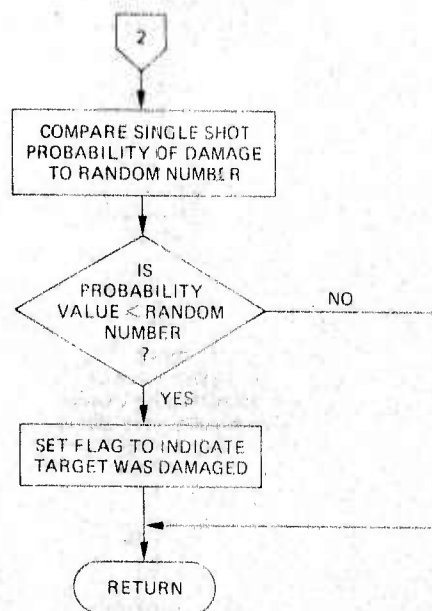 2
COMPARE SINGLE SHOT
PROBABILITY OF DAMAGE
TO RANDOM NUMBER
IS
PROBABILITY
VALUE < RANDOM
NUMBER
?
NO
YES
SET FLAG TO INDICATE
TARGET WAS DAMAGED
RETURN